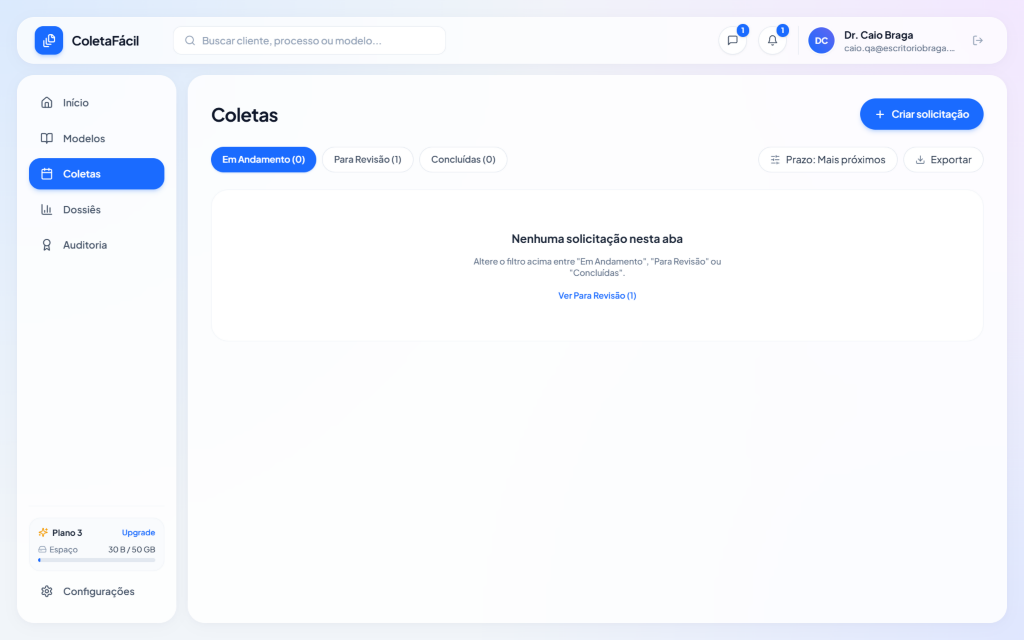 ColetaFácil
Buscar cliente, processo ou modelo...
1
1
DC
Dr. Caio Braga
caio.qa@escritoriobraga....
Início
Modelos
Coletas
Dossiês
Auditoria
Plano 3
Upgrade
Espaço
30 B / 50 GB
Configurações
Coletas
Criar solicitação
Em Andamento (0)
Para Revisão (1)
Concluídas (0)
Prazo: Mais próximos
Exportar
Nenhuma solicitação nesta aba
Altere o filtro acima entre "Em Andamento", "Para Revisão" ou
"Concluídas".
Ver Para Revisão (1)